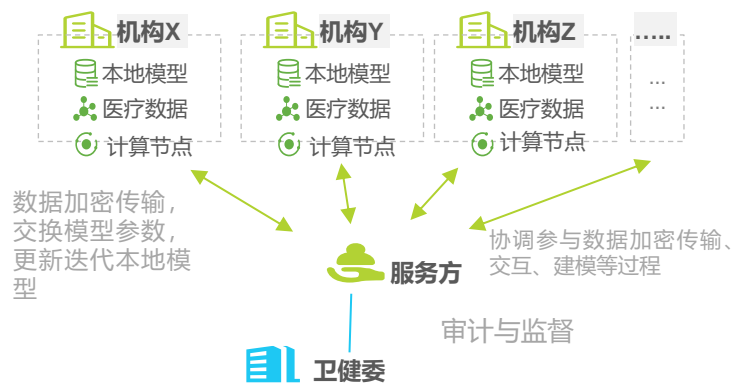 机构X 机构Y 机构Z …..
本地模型 本地模型 本地模型 ...
医疗数据 医疗数据 医疗数据 ...
计算节点 计算节点 计算节点
数据加密传输，
交换模型参数，
更新迭代本地模
型
协调参与数据加密传输、
交互、建模等过程
服务方
审计与监督
卫健委